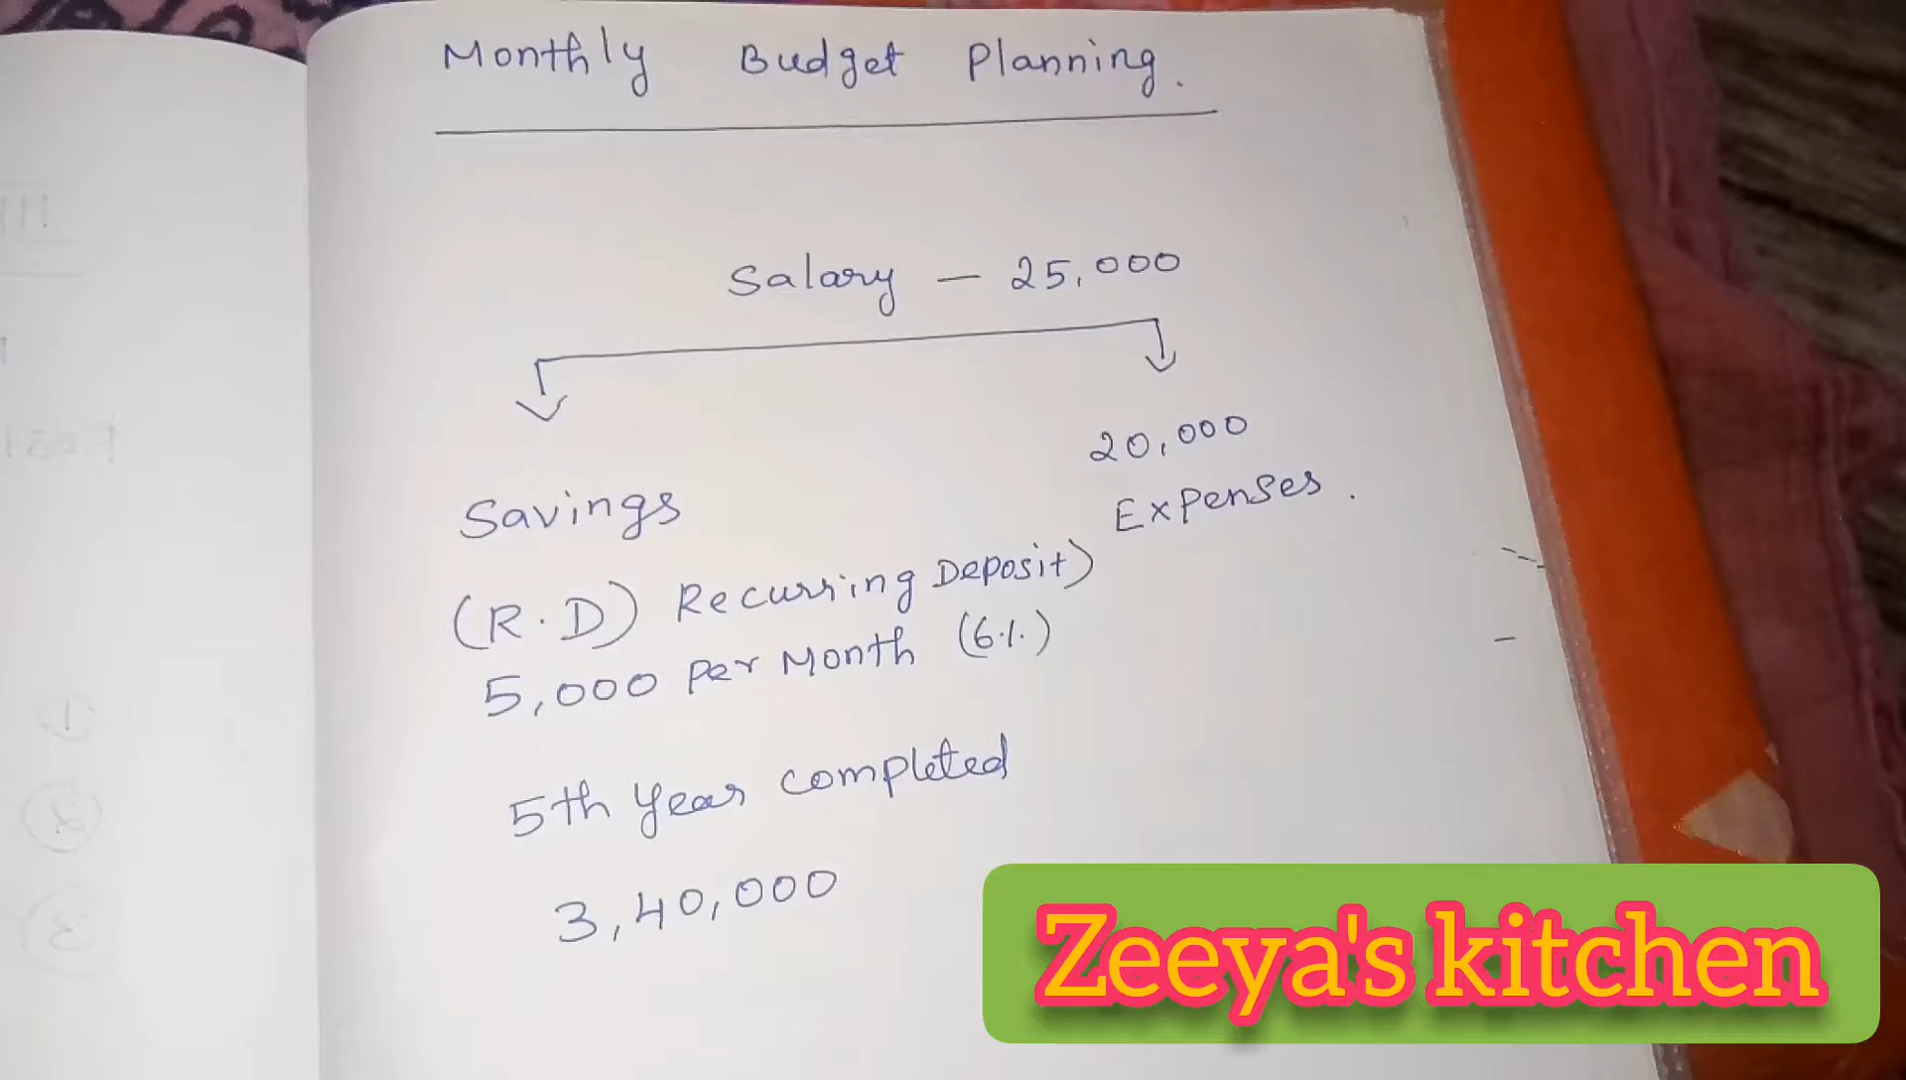 Monthly Budget Planning.
Salary — 25,000
20,000
Expenses.
Savings
(R.D) Recurring Deposit)
5,000 Per Month (6%)
5th Year completed
3,40,000
Zeeya's kitchen